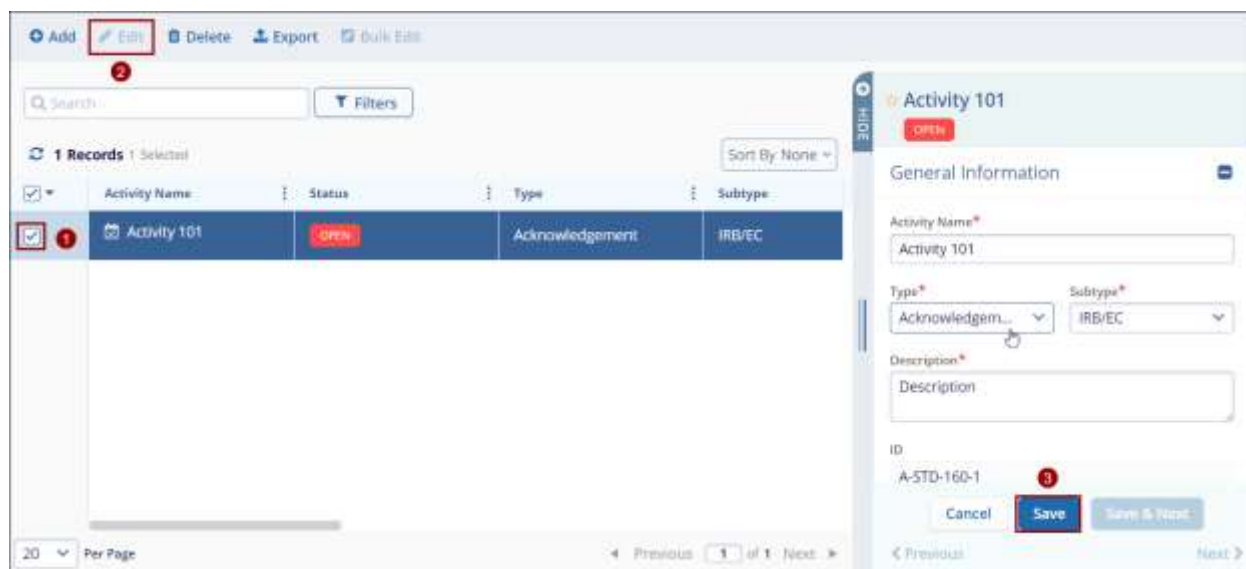 Add Edit Delete Export Bulk Edit
2
Search... Filters
1 Records 1 Selected Sort By None
Activity Name Status Type Subtype
1 Activity 101 OPEN Acknowledgement IRB/EC
20 Per Page Previous 1 of 1 Next
HIDE
Activity 101
OPEN
General Information
Activity Name*
Activity 101
Type* Subtype*
Acknowledgem... IRB/EC
Description*
Description
ID
A-STD-160-1
3
Cancel Save Save & Next
Previous Next